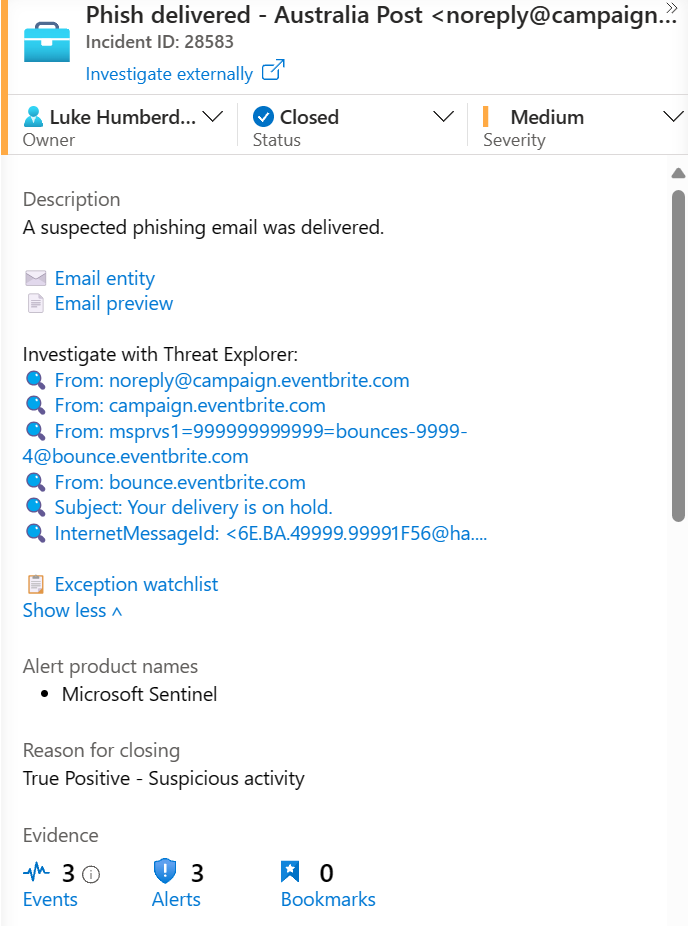 Phish delivered - Australia Post <noreply@campaign...
Incident ID: 28583
Investigate externally
Luke Humberd...
Owner
Closed
Status
Medium
Severity
Description
A suspected phishing email was delivered.
Email entity
Email preview
Investigate with Threat Explorer:
From: noreply@campaign.eventbrite.com
From: campaign.eventbrite.com
From: msprvs1=999999999999=bounces-9999-
4@bounce.eventbrite.com
From: bounce.eventbrite.com
Subject: Your delivery is on hold.
InternetMessageId: <6E.BA.49999.99991F56@ha....
Exception watchlist
Show less ˄
Alert product names
• Microsoft Sentinel
Reason for closing
True Positive - Suspicious activity
Evidence
3
Events
3
Alerts
0
Bookmarks